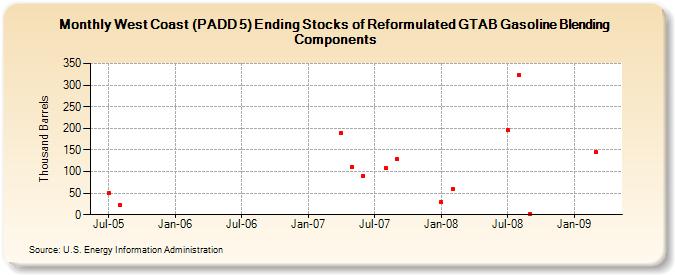 Monthly West Coast (PADD 5) Ending Stocks of Reformulated GTAB Gasoline Blending
Components
Thousand Barrels
350
300
250
200
150
100
50
0
Jul-05 Jan-06 Jul-06 Jan-07 Jul-07 Jan-08 Jul-08 Jan-09
Source: U.S. Energy Information Administration